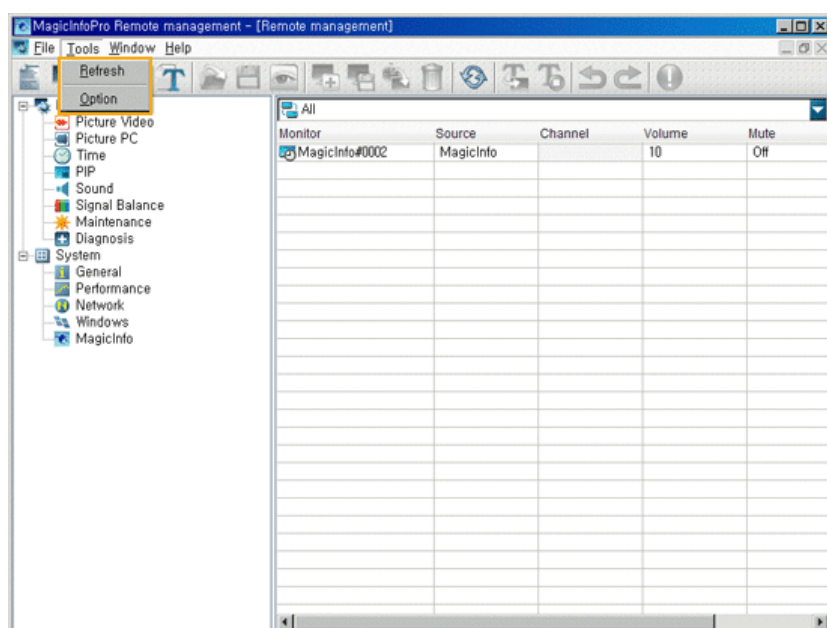 MagicInfoPro Remote management - [Remote management]
File Tools Window Help
Refresh
Option
Picture Video
Picture PC
Time
PIP
Sound
Signal Balance
Maintenance
Diagnosis
System
General
Performance
Network
Windows
MagicInfo
All
Monitor Source Channel Volume Mute
MagicInfo#0002 MagicInfo 10 Off